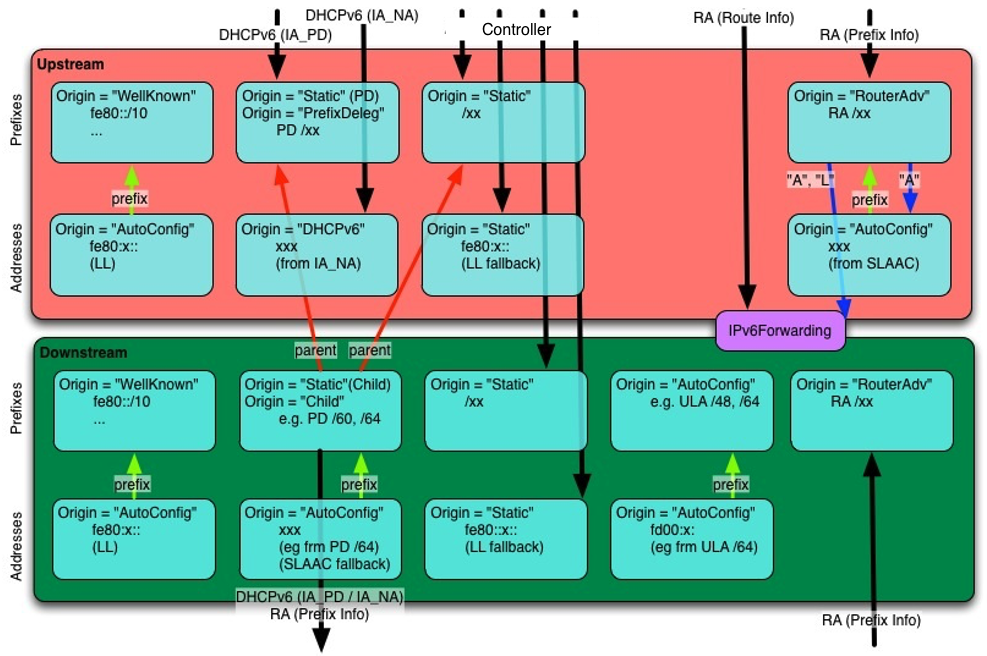 DHCPv6 (IA_NA)
DHCPv6 (IA_PD)
Controller
RA (Route Info)
RA (Prefix Info)
Upstream
Prefixes
Origin = "WellKnown"
fe80::/10
...
Origin = "Static" (PD)
Origin = "PrefixDeleg"
PD /xx
Origin = "Static"
/xx
Origin = "RouterAdv"
RA /xx
prefix
"A", "L"
prefix
"A"
Addresses
Origin = "AutoConfig"
fe80:x::
(LL)
Origin = "DHCPv6"
xxx
(from IA_NA)
Origin = "Static"
fe80:x::
(LL fallback)
Origin = "AutoConfig"
xxx
(from SLAAC)
IPv6Forwarding
parent
parent
Downstream
Prefixes
Origin = "WellKnown"
fe80::/10
...
Origin = "Static"(Child)
Origin = "Child"
e.g. PD /60, /64
Origin = "Static"
/xx
Origin = "AutoConfig"
e.g. ULA /48, /64
Origin = "RouterAdv"
RA /xx
prefix
prefix
prefix
Addresses
Origin = "AutoConfig"
fe80:x::
(LL)
Origin = "AutoConfig"
xxx
(eg frm PD /64)
(SLAAC fallback)
Origin = "Static"
fe80::x::
(LL fallback)
Origin = "AutoConfig"
fd00:x:
(eg frm ULA /64)
DHCPv6 (IA_PD / IA_NA)
RA (Prefix Info)
RA (Prefix Info)